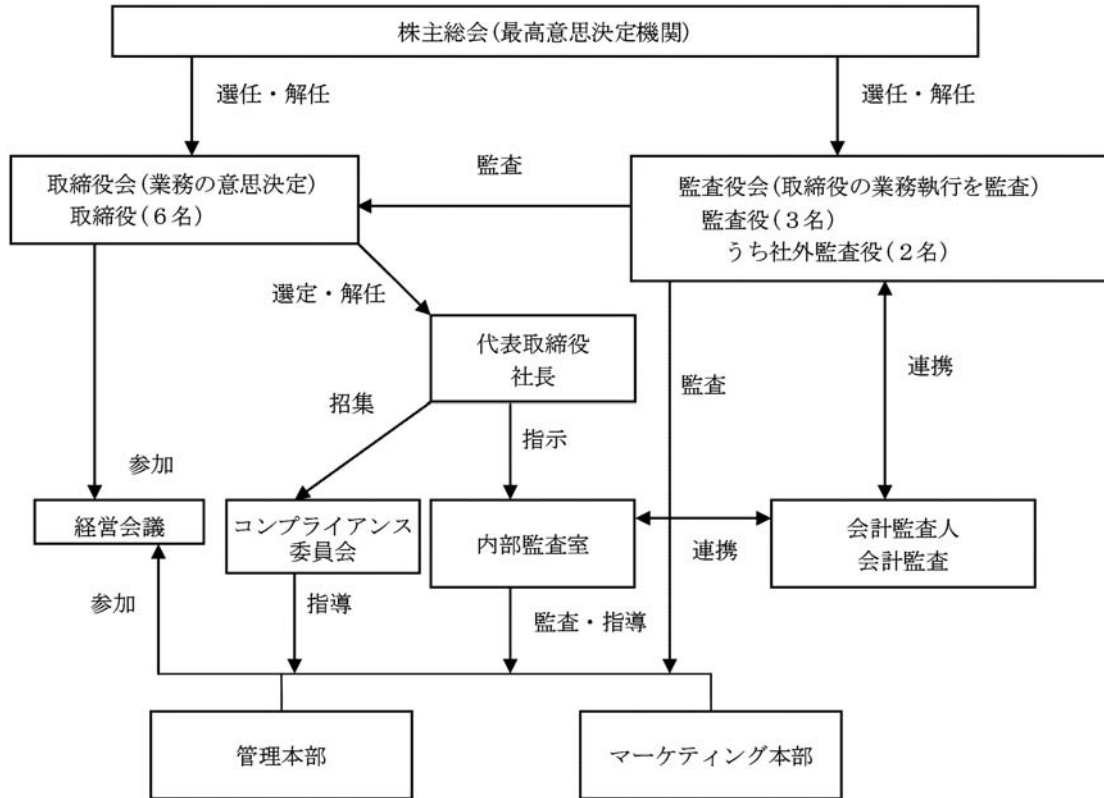 株主総会(最高意思決定機関)
選任・解任
選任・解任
取締役会(業務の意思決定)
取締役(6名)
監査
監査役会(取締役の業務執行を監査)
監査役(3名)
うち社外監査役(2名)
選定・解任
代表取締役
社長
招集
指示
監査
連携
参加
経営会議
コンプライアンス
委員会
内部監査室
連携
会計監査人
会計監査
参加
指導
監査・指導
管理本部
マーケティング本部